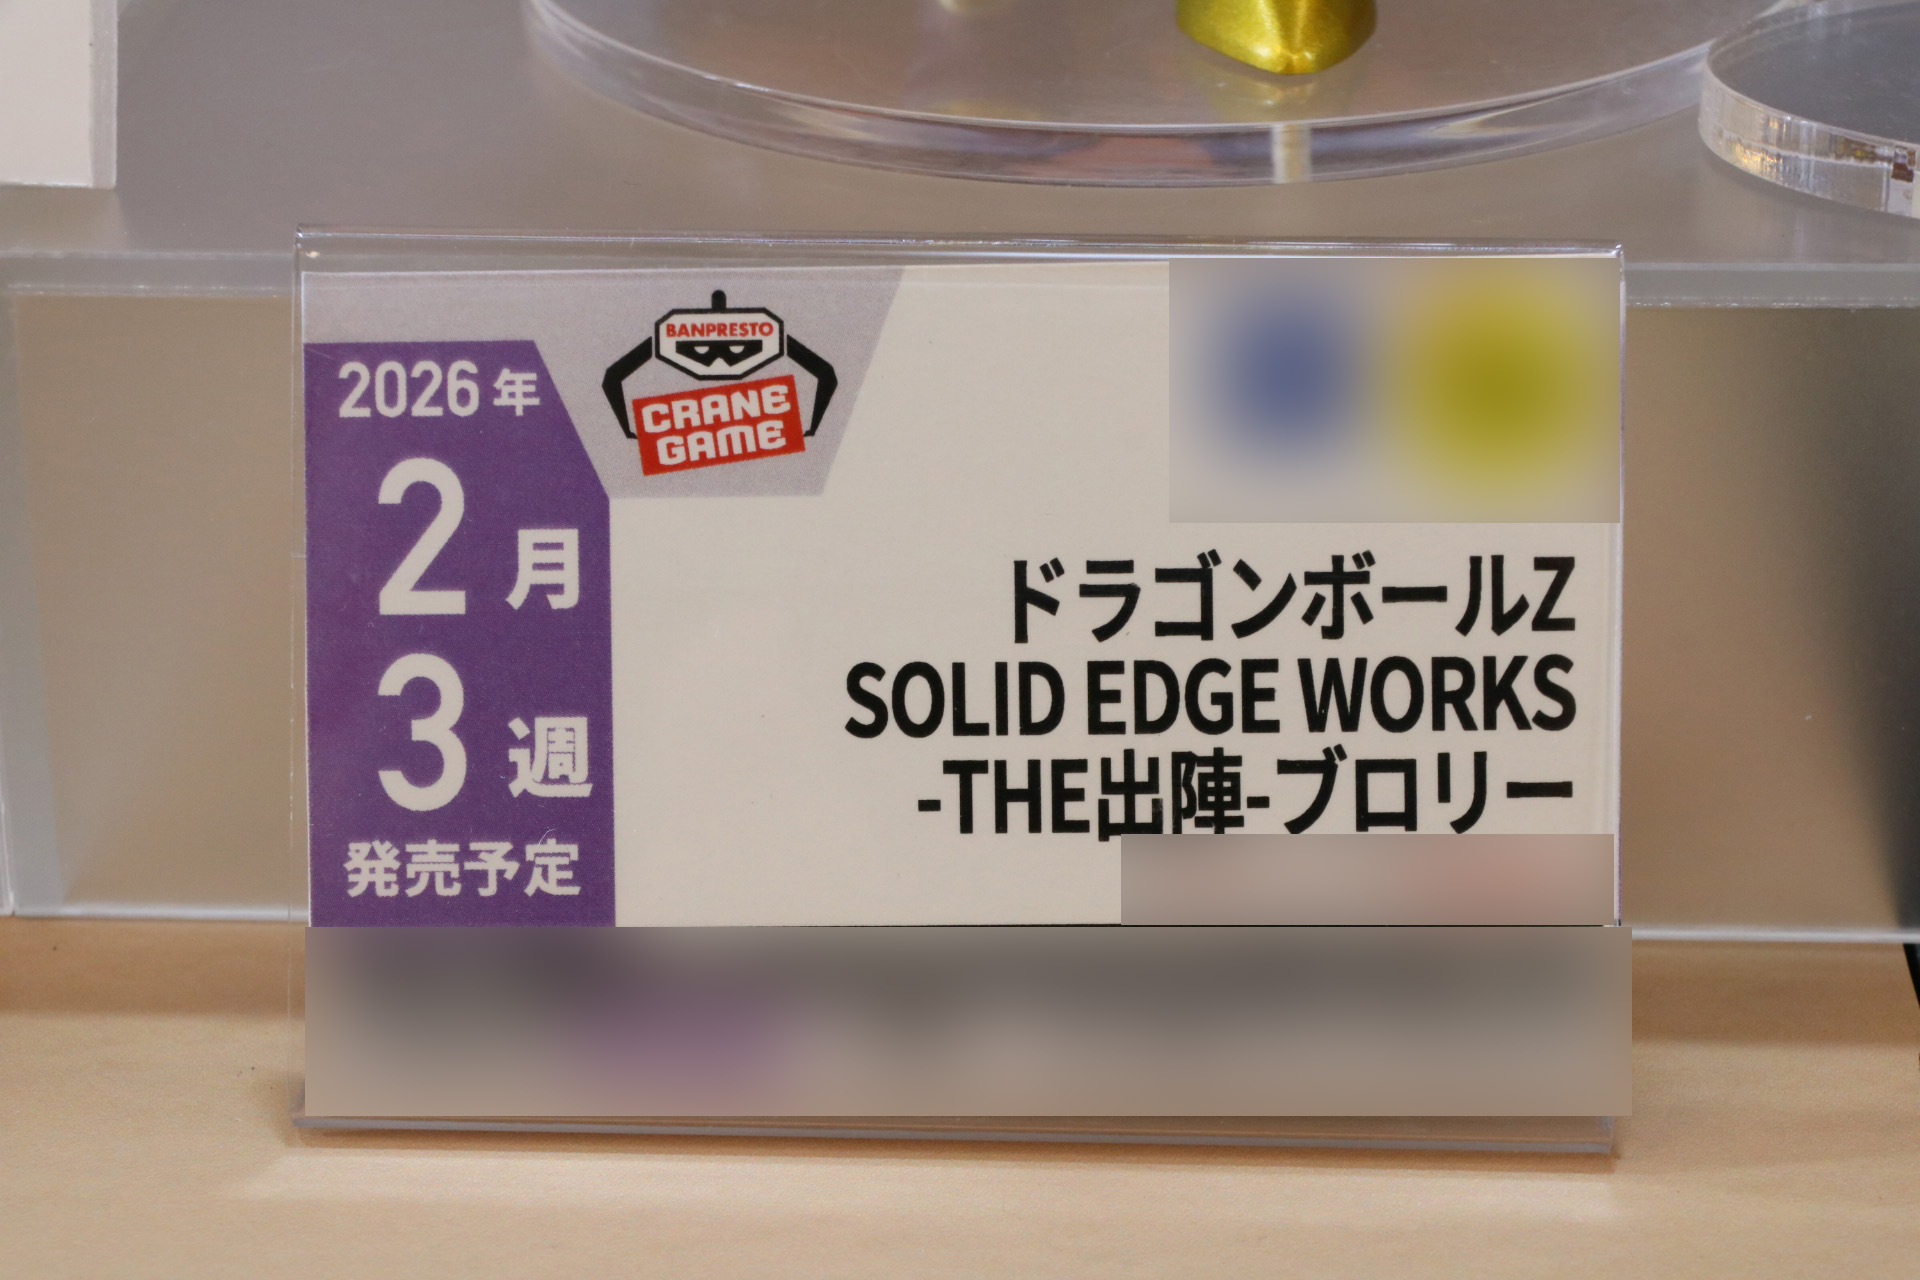 2026年
2月
3週
発売予定
BANPRESTO
CRANE
GAME
ドラゴンボールZ
SOLID EDGE WORKS
-THE出陣-ブロリー